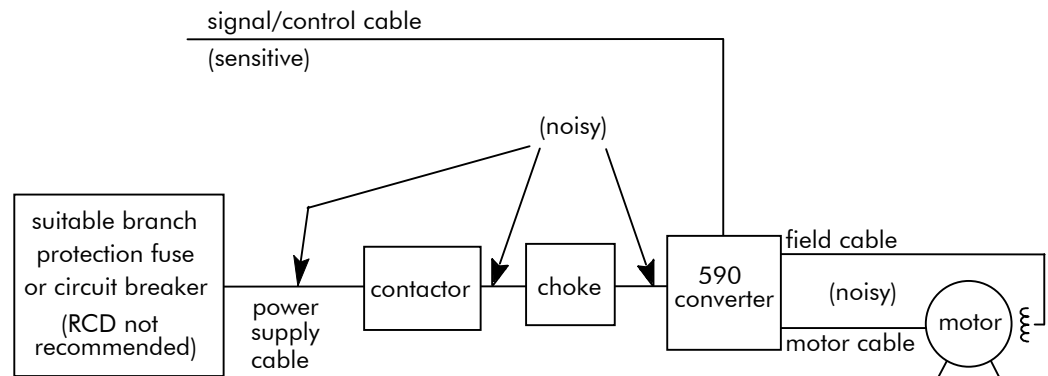 signal/control cable
(sensitive)
(noisy)
suitable branch
protection fuse
or circuit breaker
(RCD not
recommended)
power
supply
cable
contactor
choke
590
converter
field cable
(noisy)
motor cable
motor